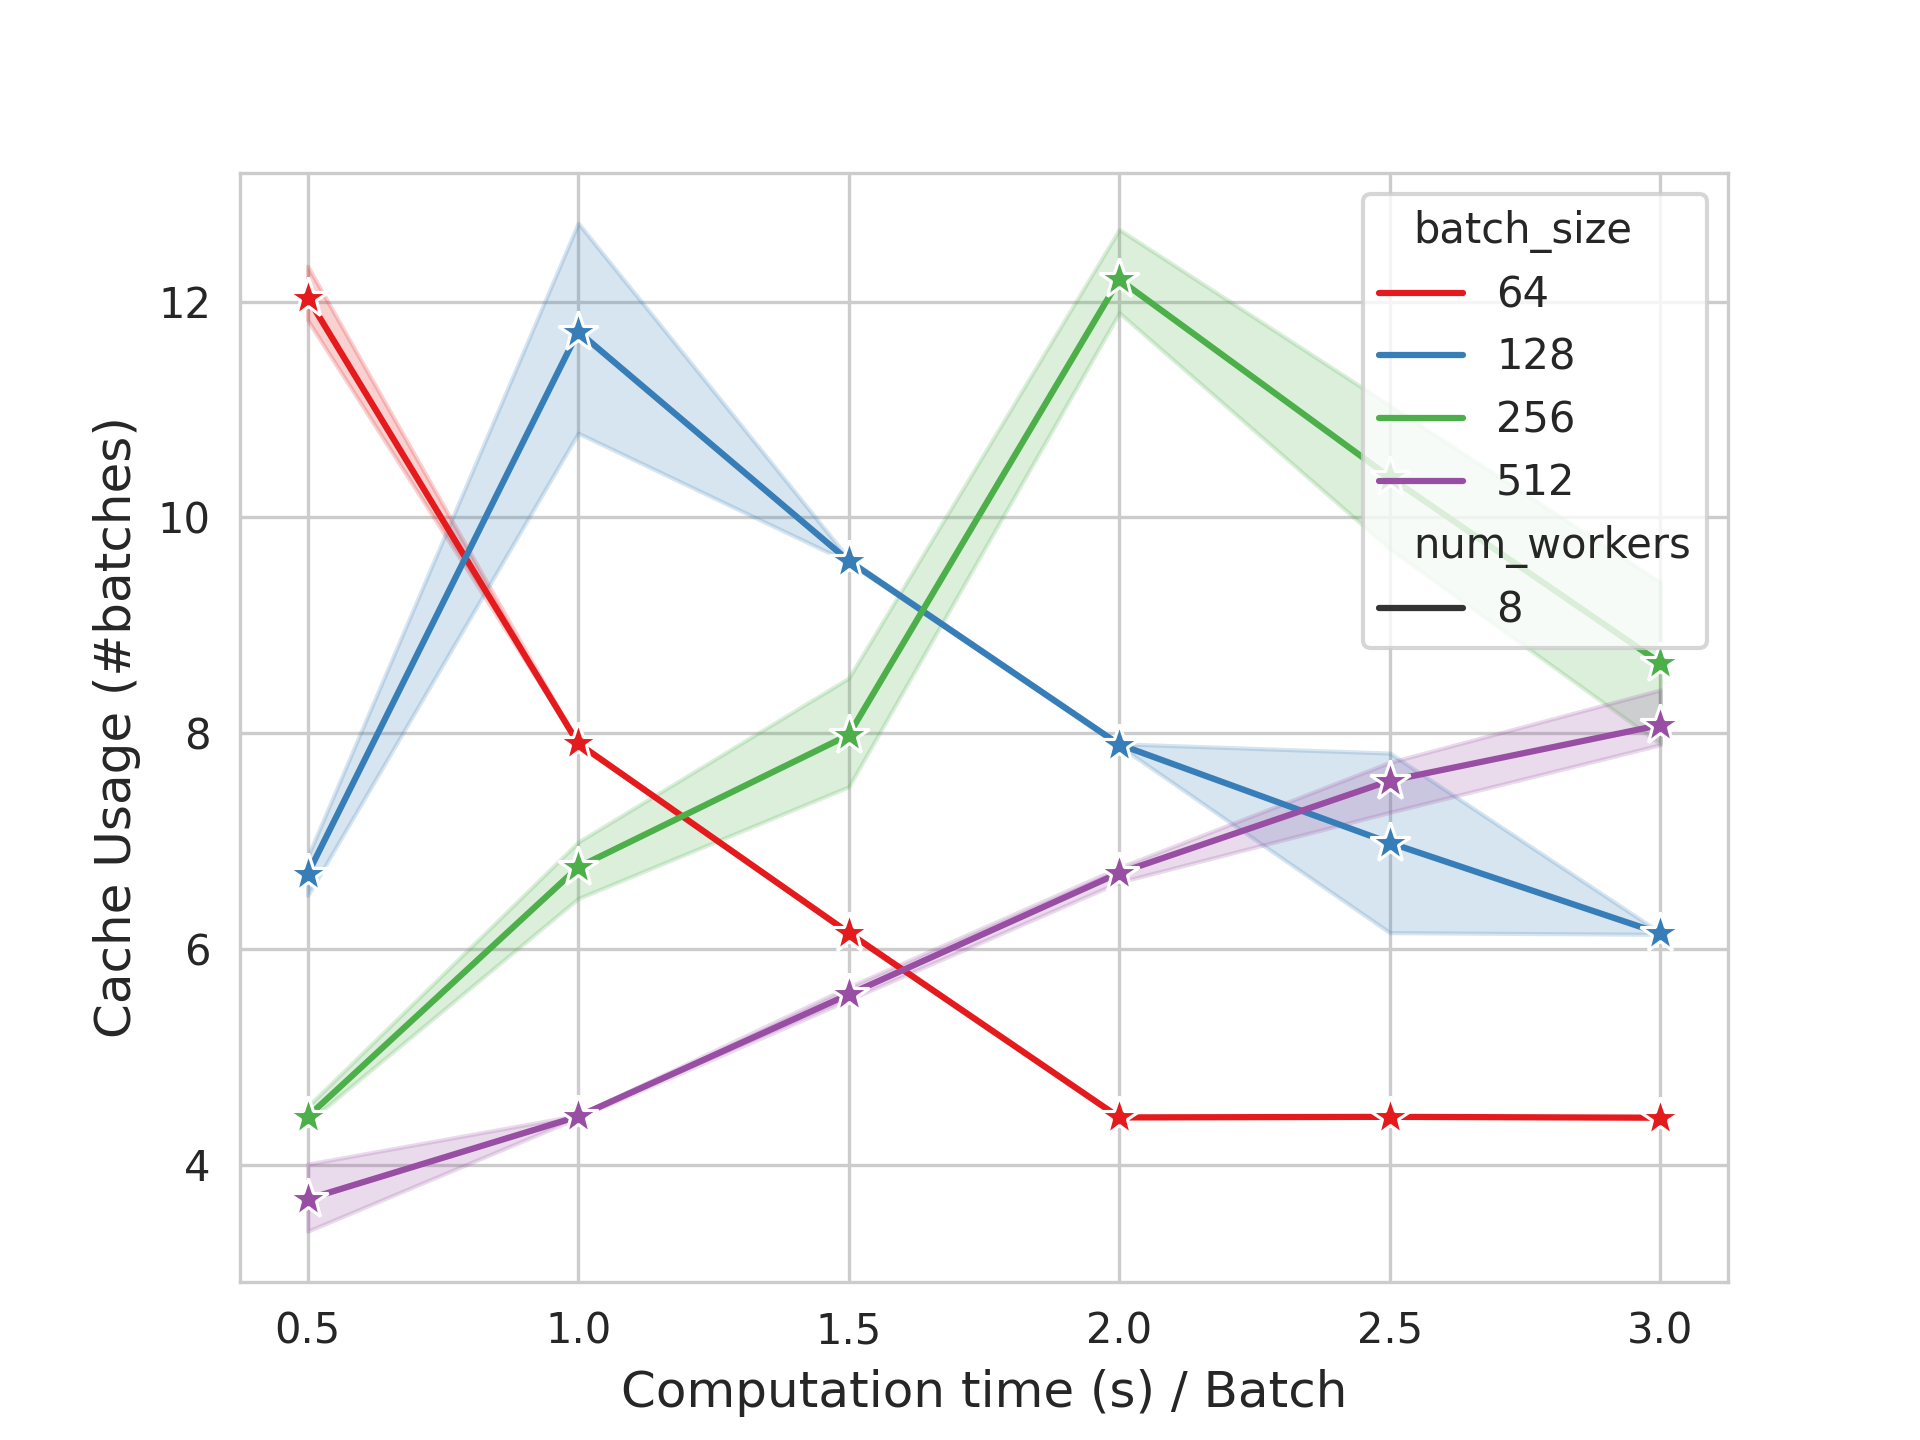 batch_size
64
128
256
512
num_workers
8
12
10
8
6
4
Cache Usage (#batches)
0.5 1.0 1.5 2.0 2.5 3.0
Computation time (s) / Batch